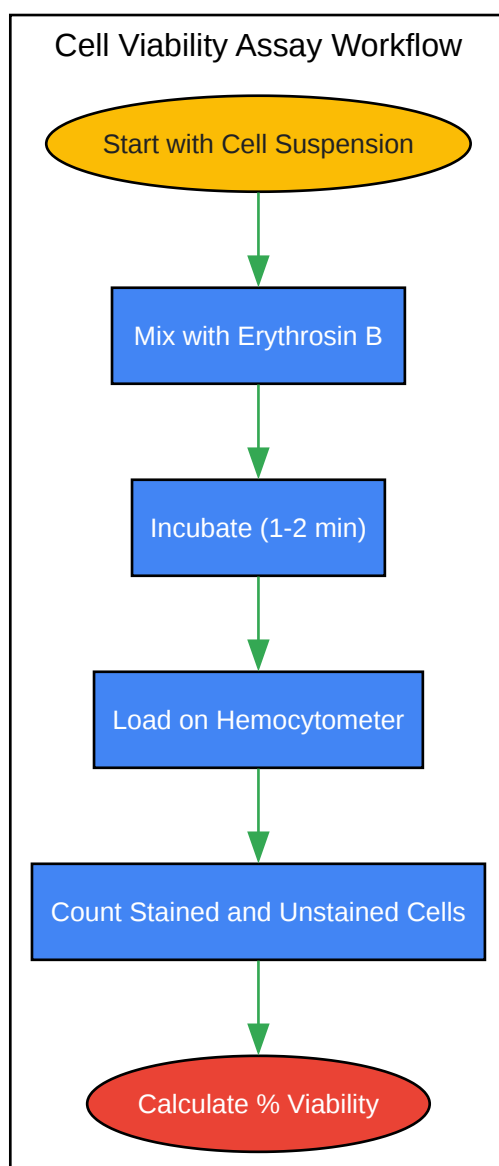 Cell Viability Assay Workflow
Start with Cell Suspension
Mix with Erythrosin B
Incubate (1-2 min)
Load on Hemocytometer
Count Stained and Unstained Cells
Calculate % Viability